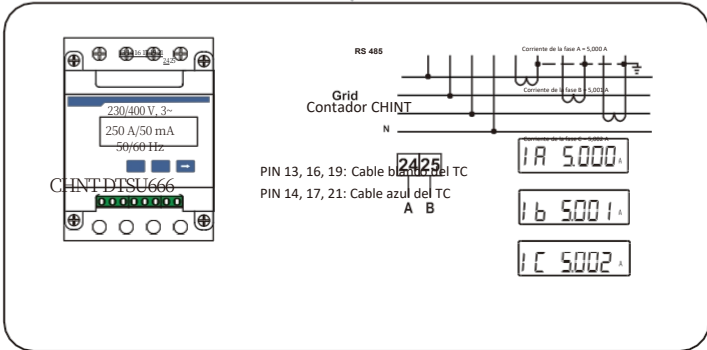 RS 485
24 25
230/400 V, 3~
250 A/50 mA
50/60 Hz
CHNT DTSU666
Grid
Contador CHINT
N
PIN 13, 16, 19: Cable blanco del TC
PIN 14, 17, 21: Cable azul del TC
24 25
A B
Corriente de la fase A = 5,000 A
Corriente de la fase B = 5,001 A
Corriente de la fase C = 5,002 A
IA 5.000 A
Ib 5.001 A
IC 5.002 A